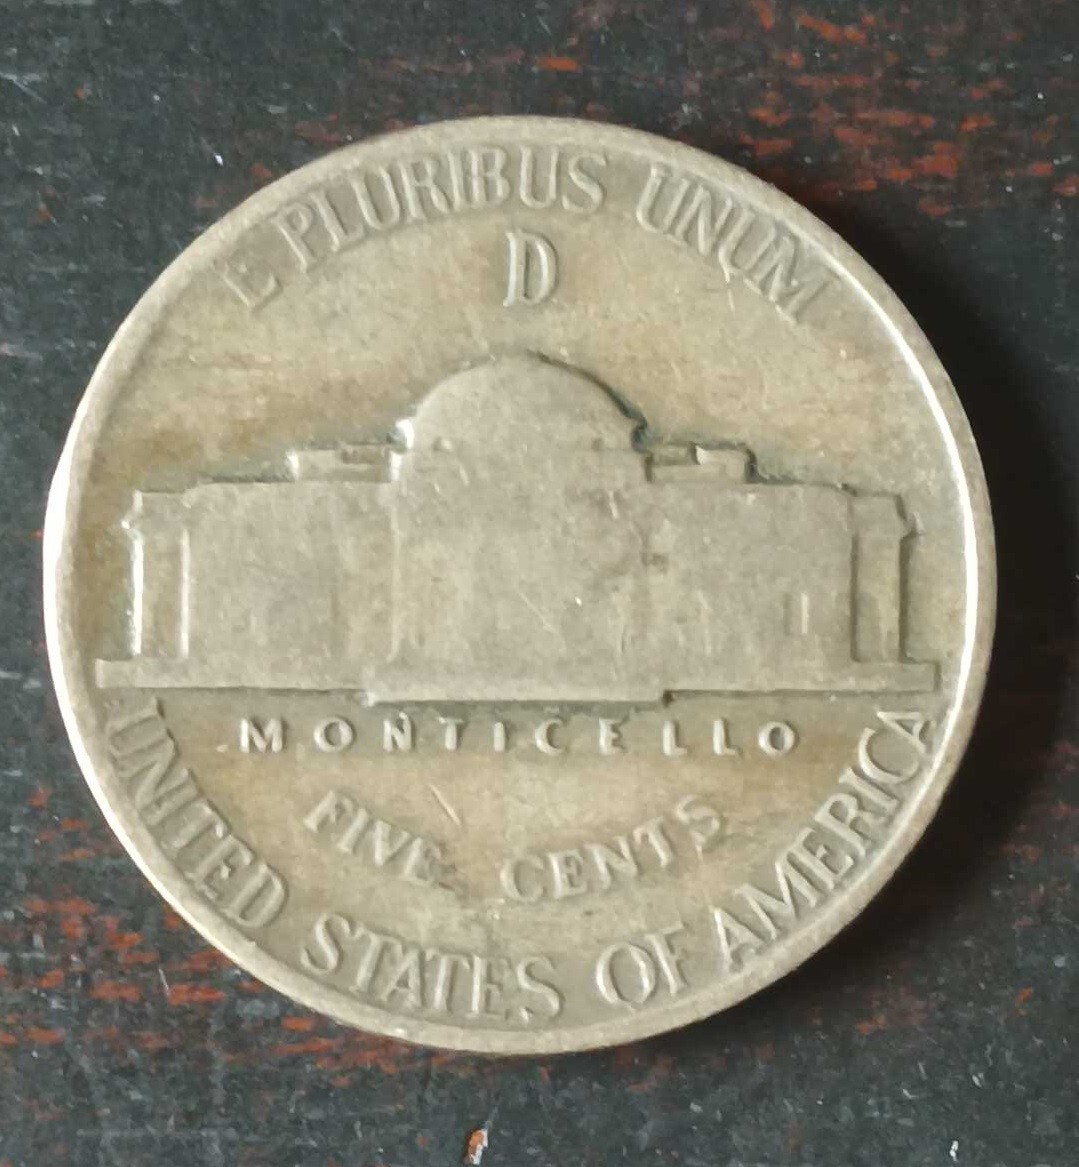 E PLURIBUS UNUM
D
MONTICELLO
FIVE CENTS
UNITED STATES OF AMERICA